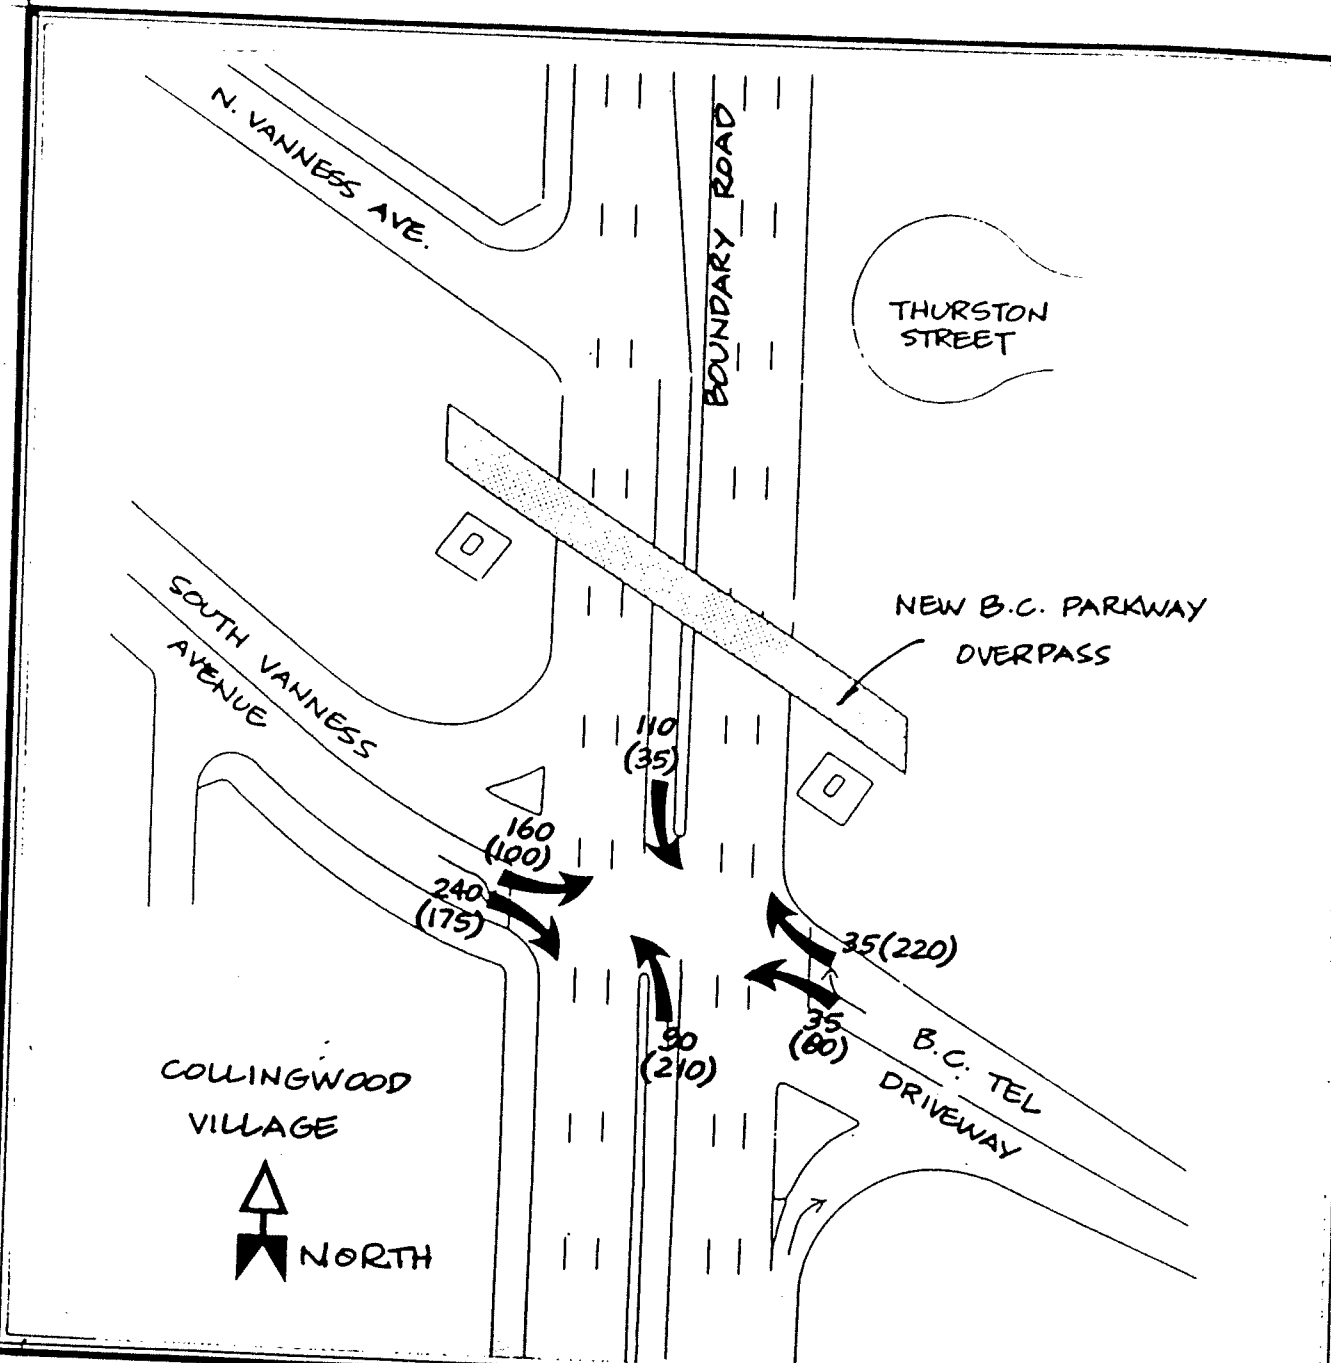 N. VANNESS AVE.
BOUNDARY ROAD
THURSTON
STREET
NEW B.C. PARKWAY
OVERPASS
SOUTH VANNESS
AVENUE
110
(35)
160
(100)
240
(175)
35(220)
35
(60)
90
(210)
B.C. TEL
DRIVEWAY
COLLINGWOOD
VILLAGE
NORTH